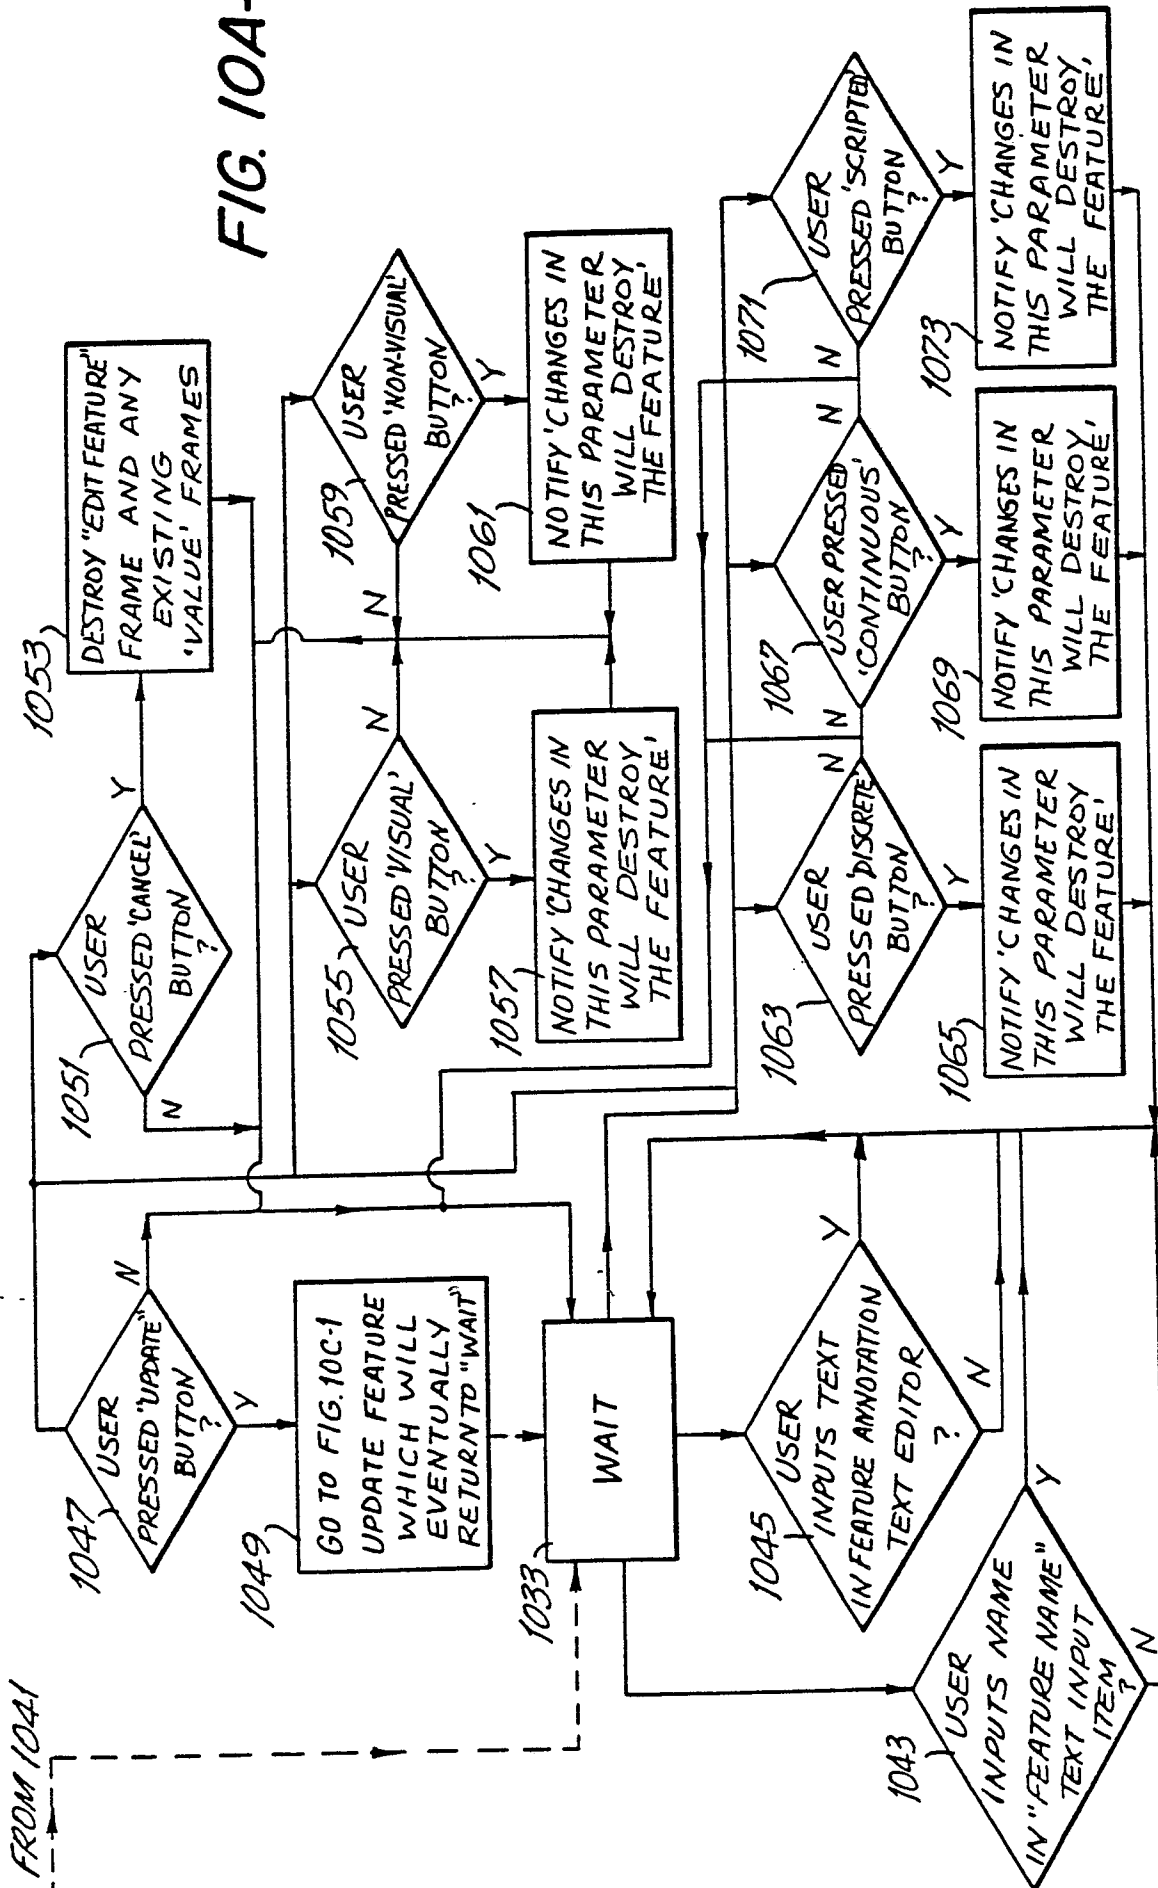 FROM 1041
FIG. 10A-
1047
USER
PRESSED "UPDATE"
BUTTON
?
N
Y
1049
GO TO FIG. 10C-1
UPDATE FEATURE
WHICH WILL
EVENTUALLY
RETURN TO "WAIT"
1051
USER
PRESSED 'CANCEL'
BUTTON
?
N
Y
1053
DESTROY "EDIT FEATURE"
FRAME AND ANY
EXISTING
'VALUE' FRAMES
1055
USER
PRESSED 'VISUAL'
BUTTON
?
N
Y
1057
NOTIFY 'CHANGES IN
THIS PARAMETER
WILL DESTROY
THE FEATURE'
1059
USER
PRESSED 'NON-VISUAL'
BUTTON
?
N
Y
1061
NOTIFY 'CHANGES IN
THIS PARAMETER
WILL DESTROY
THE FEATURE'
1033
WAIT
1043
USER
INPUTS NAME
IN "FEATURE NAME"
TEXT INPUT
ITEM
?
Y
N
1045
USER
INPUTS TEXT
IN FEATURE ANNOTATION
TEXT EDITOR
?
Y
N
1063
USER
PRESSED 'DISCRETE'
BUTTON
?
N
Y
1065
NOTIFY 'CHANGES IN
THIS PARAMETER
WILL DESTROY
THE FEATURE'
1067
USER PRESSED
'CONTINUOUS'
BUTTON
?
N
N
Y
1069
NOTIFY 'CHANGES IN
THIS PARAMETER
WILL DESTROY
THE FEATURE'
1071
USER
PRESSED 'SCRIPTED'
BUTTON
?
N
Y
1073
NOTIFY 'CHANGES IN
THIS PARAMETER
WILL DESTROY
THE FEATURE'